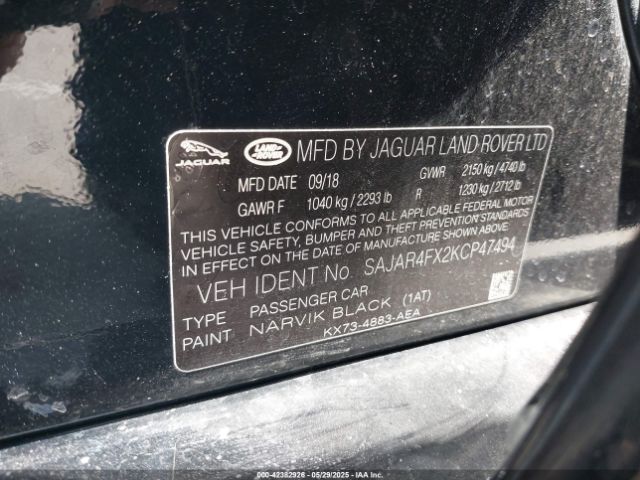 JAGUAR LAND-ROVER MFD BY JAGUAR LAND ROVER LTD
MFD DATE 09/18 GVWR 2150 kg / 4740 lb
GAWR F 1040 kg / 2293 lb R 1230 kg / 2712 lb
THIS VEHICLE CONFORMS TO ALL APPLICABLE FEDERAL MOTOR
VEHICLE SAFETY, BUMPER AND THEFT PREVENTION STANDARDS
IN EFFECT ON THE DATE OF MANUFACTURE SHOWN ABOVE.
VEH IDENT No. SAJAR4FX2KCP47494
TYPE PASSENGER CAR
PAINT NARVIK BLACK (1AT)
KX73-4883-AEA
00-42382926 - 05/29/2025 - © IAA Holdings, LLC